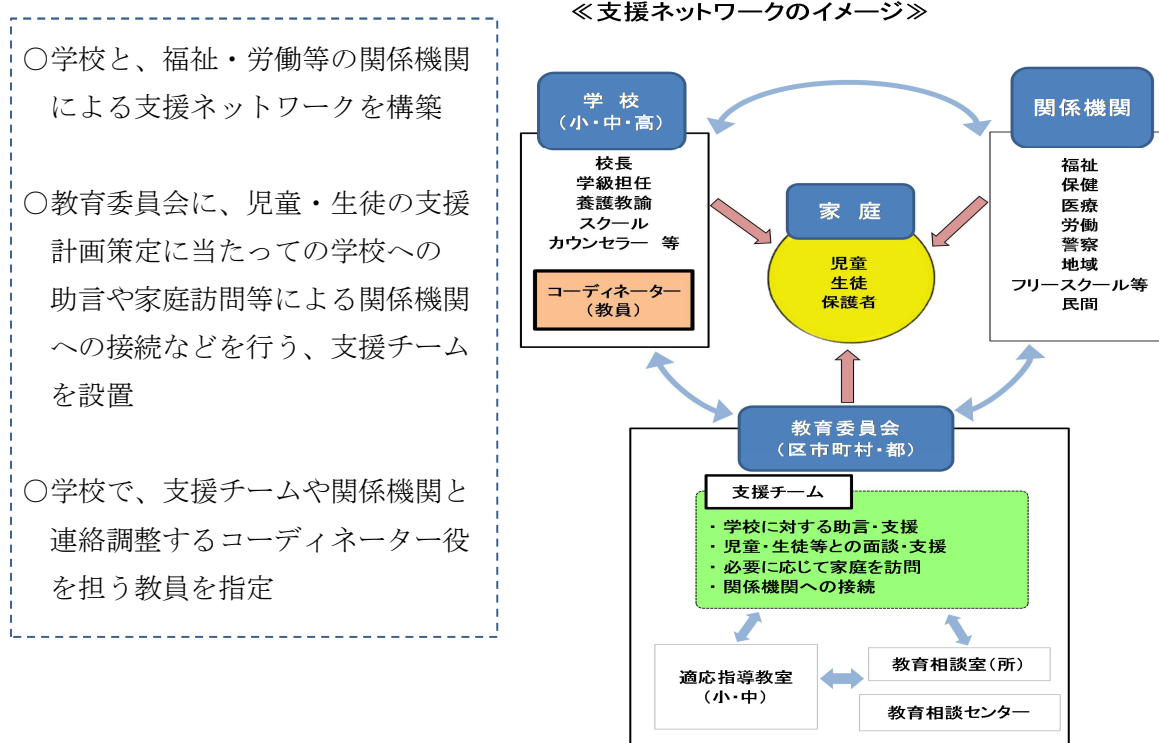 ≪支援ネットワークのイメージ≫
○学校と、福祉・労働等の関係機関
による支援ネットワークを構築
○教育委員会に、児童・生徒の支援
計画策定に当たっての学校への
助言や家庭訪問等による関係機関
への接続などを行う、支援チーム
を設置
○学校で、支援チームや関係機関と
連絡調整するコーディネーター役
を担う教員を指定
学 校
（小・中・高）
校長
学級担任
養護教諭
スクール
カウンセラー 等
コーディネーター
（教員）
家 庭
児童
生徒
保護者
関係機関
福祉
保健
医療
労働
警察
地域
フリースクール等
民間
教育委員会
（区市町村・都）
支援チーム
・ 学校に対する助言・支援
・ 児童・生徒等との面談・支援
・ 必要に応じて家庭を訪問
・ 関係機関への接続
適応指導教室
（小・中）
教育相談室（所）
教育相談センター